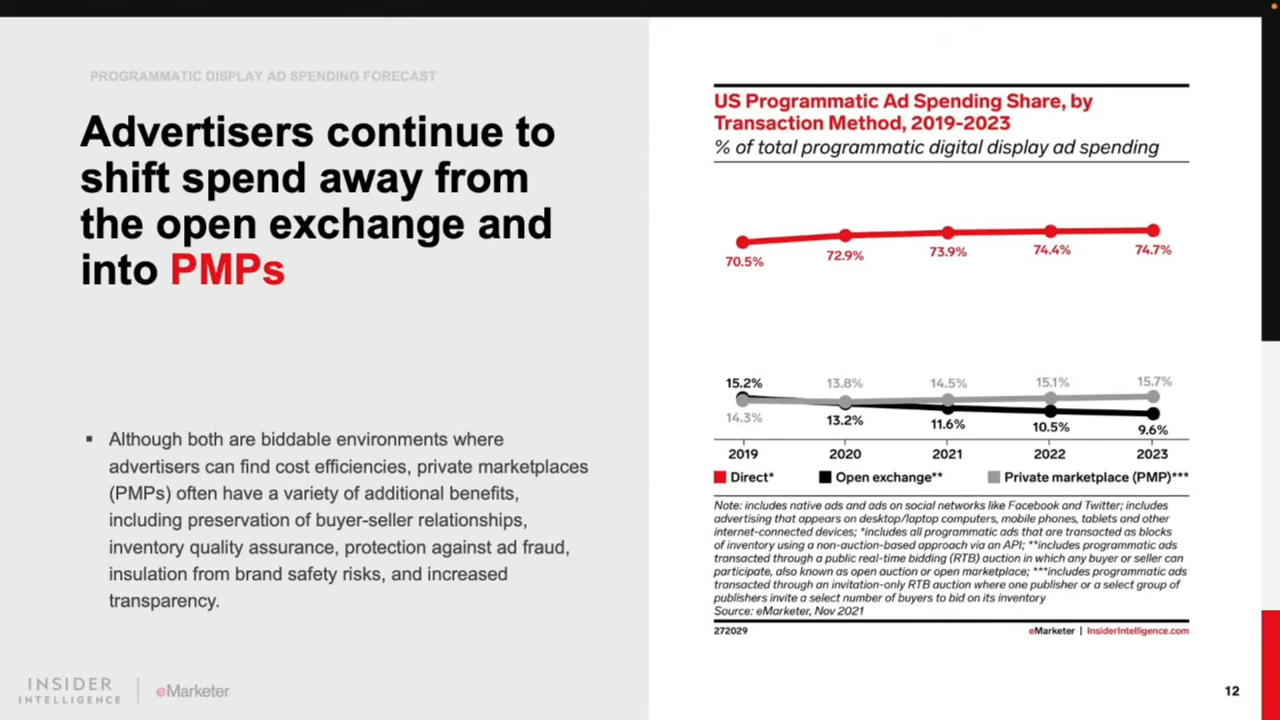 PROGRAMMATIC DISPLAY AD SPENDING FORECAST
Advertisers continue to
shift spend away from
the open exchange and
into PMPs
▪ Although both are biddable environments where
advertisers can find cost efficiencies, private marketplaces
(PMPs) often have a variety of additional benefits,
including preservation of buyer-seller relationships,
inventory quality assurance, protection against ad fraud,
insulation from brand safety risks, and increased
transparency.
INSIDER
INTELLIGENCE
eMarketer
US Programmatic Ad Spending Share, by
Transaction Method, 2019-2023
% of total programmatic digital display ad spending
70.5% 72.9% 73.9% 74.4% 74.7%
15.2% 13.8% 14.5% 15.1% 15.7%
14.3% 13.2% 11.6% 10.5% 9.6%
2019 2020 2021 2022 2023
Direct* Open exchange** Private marketplace (PMP)***
Note: includes native ads and ads on social networks like Facebook and Twitter; includes
advertising that appears on desktop/laptop computers, mobile phones, tablets and other
internet-connected devices; *includes all programmatic ads that are transacted as blocks
of inventory using a non-auction-based approach via an API; **includes programmatic ads
transacted through a public real-time bidding (RTB) auction in which any buyer or seller can
participate, also known as open auction or open marketplace; ***includes programmatic ads
transacted through an invitation-only RTB auction where one publisher or a select group of
publishers invite a select number of buyers to bid on its inventory
Source: eMarketer, Nov 2021
272029 eMarketer | InsiderIntelligence.com
12